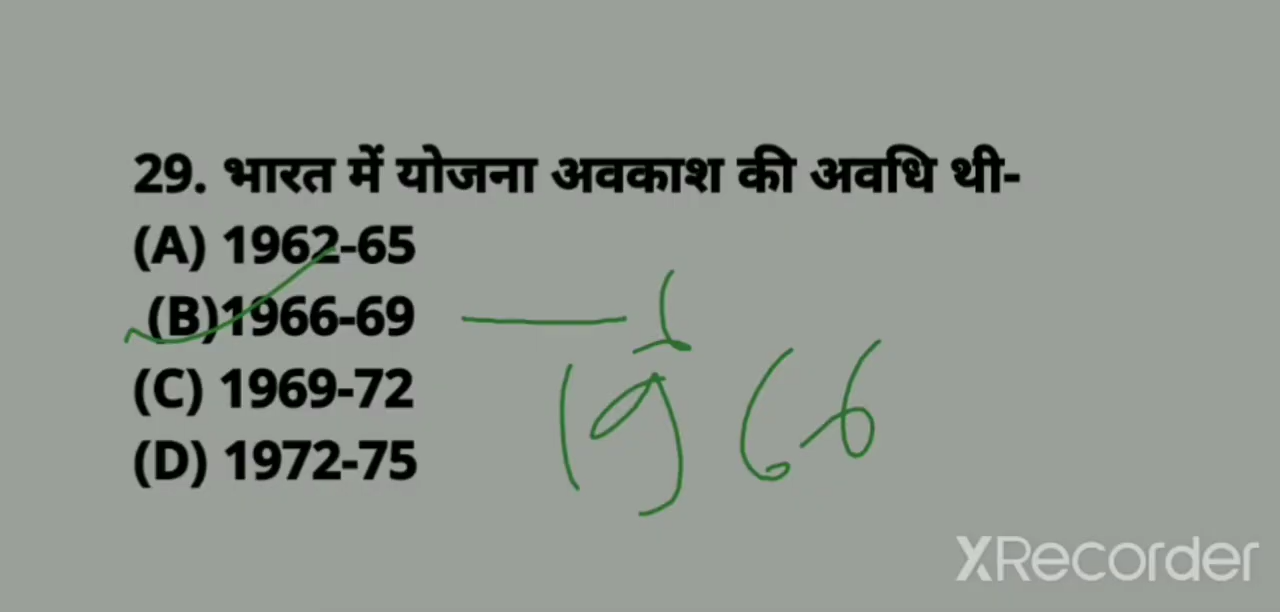 29. भारत में योजना अवकाश की अवधि थी-
(A) 1962-65
(B)1966-69
(C) 1969-72
(D) 1972-75
1966
XRecorder